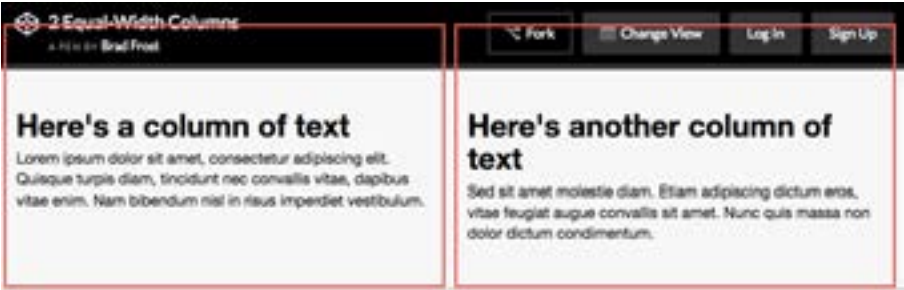 2 Equal-Width Columns
A PEN BY Brad Frost
Fork
Change View
Log In
Sign Up
Here's a column of text
Lorem ipsum dolor sit amet, consectetur adipiscing elit.
Quisque turpis diam, tincidunt nec convallis vitae, dapibus
vitae enim. Nam bibendum nisl in risus imperdiet vestibulum.
Here's another column of
text
Sed sit amet molestie diam. Etiam adipiscing dictum eros,
vitae feugiat augue convallis sit amet. Nunc quis massa non
dolor dictum condimentum.